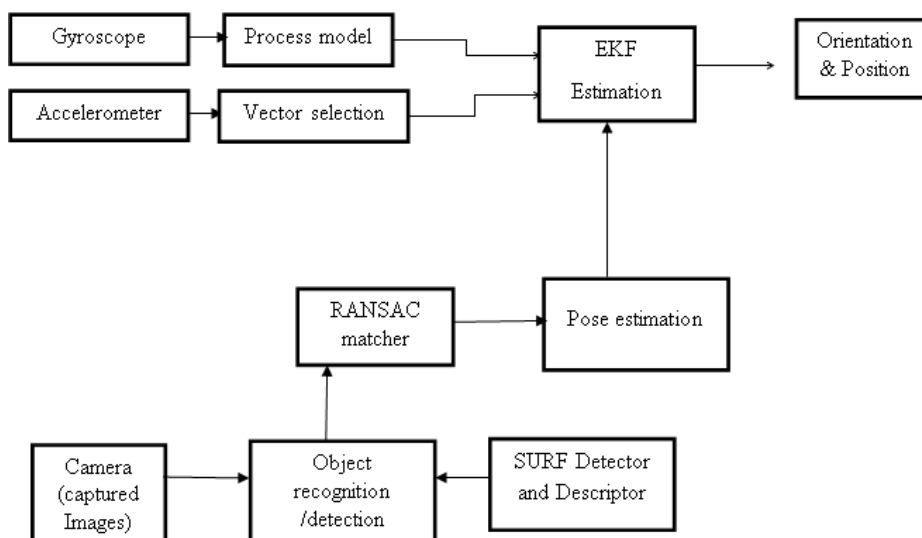 Gyroscope
Process model
EKF
Estimation
Orientation
& Position
Accelerometer
Vector selection
RANSAC
matcher
Pose estimation
Camera
(captured
Images)
Object
recognition
/detection
SURF Detector
and Descriptor